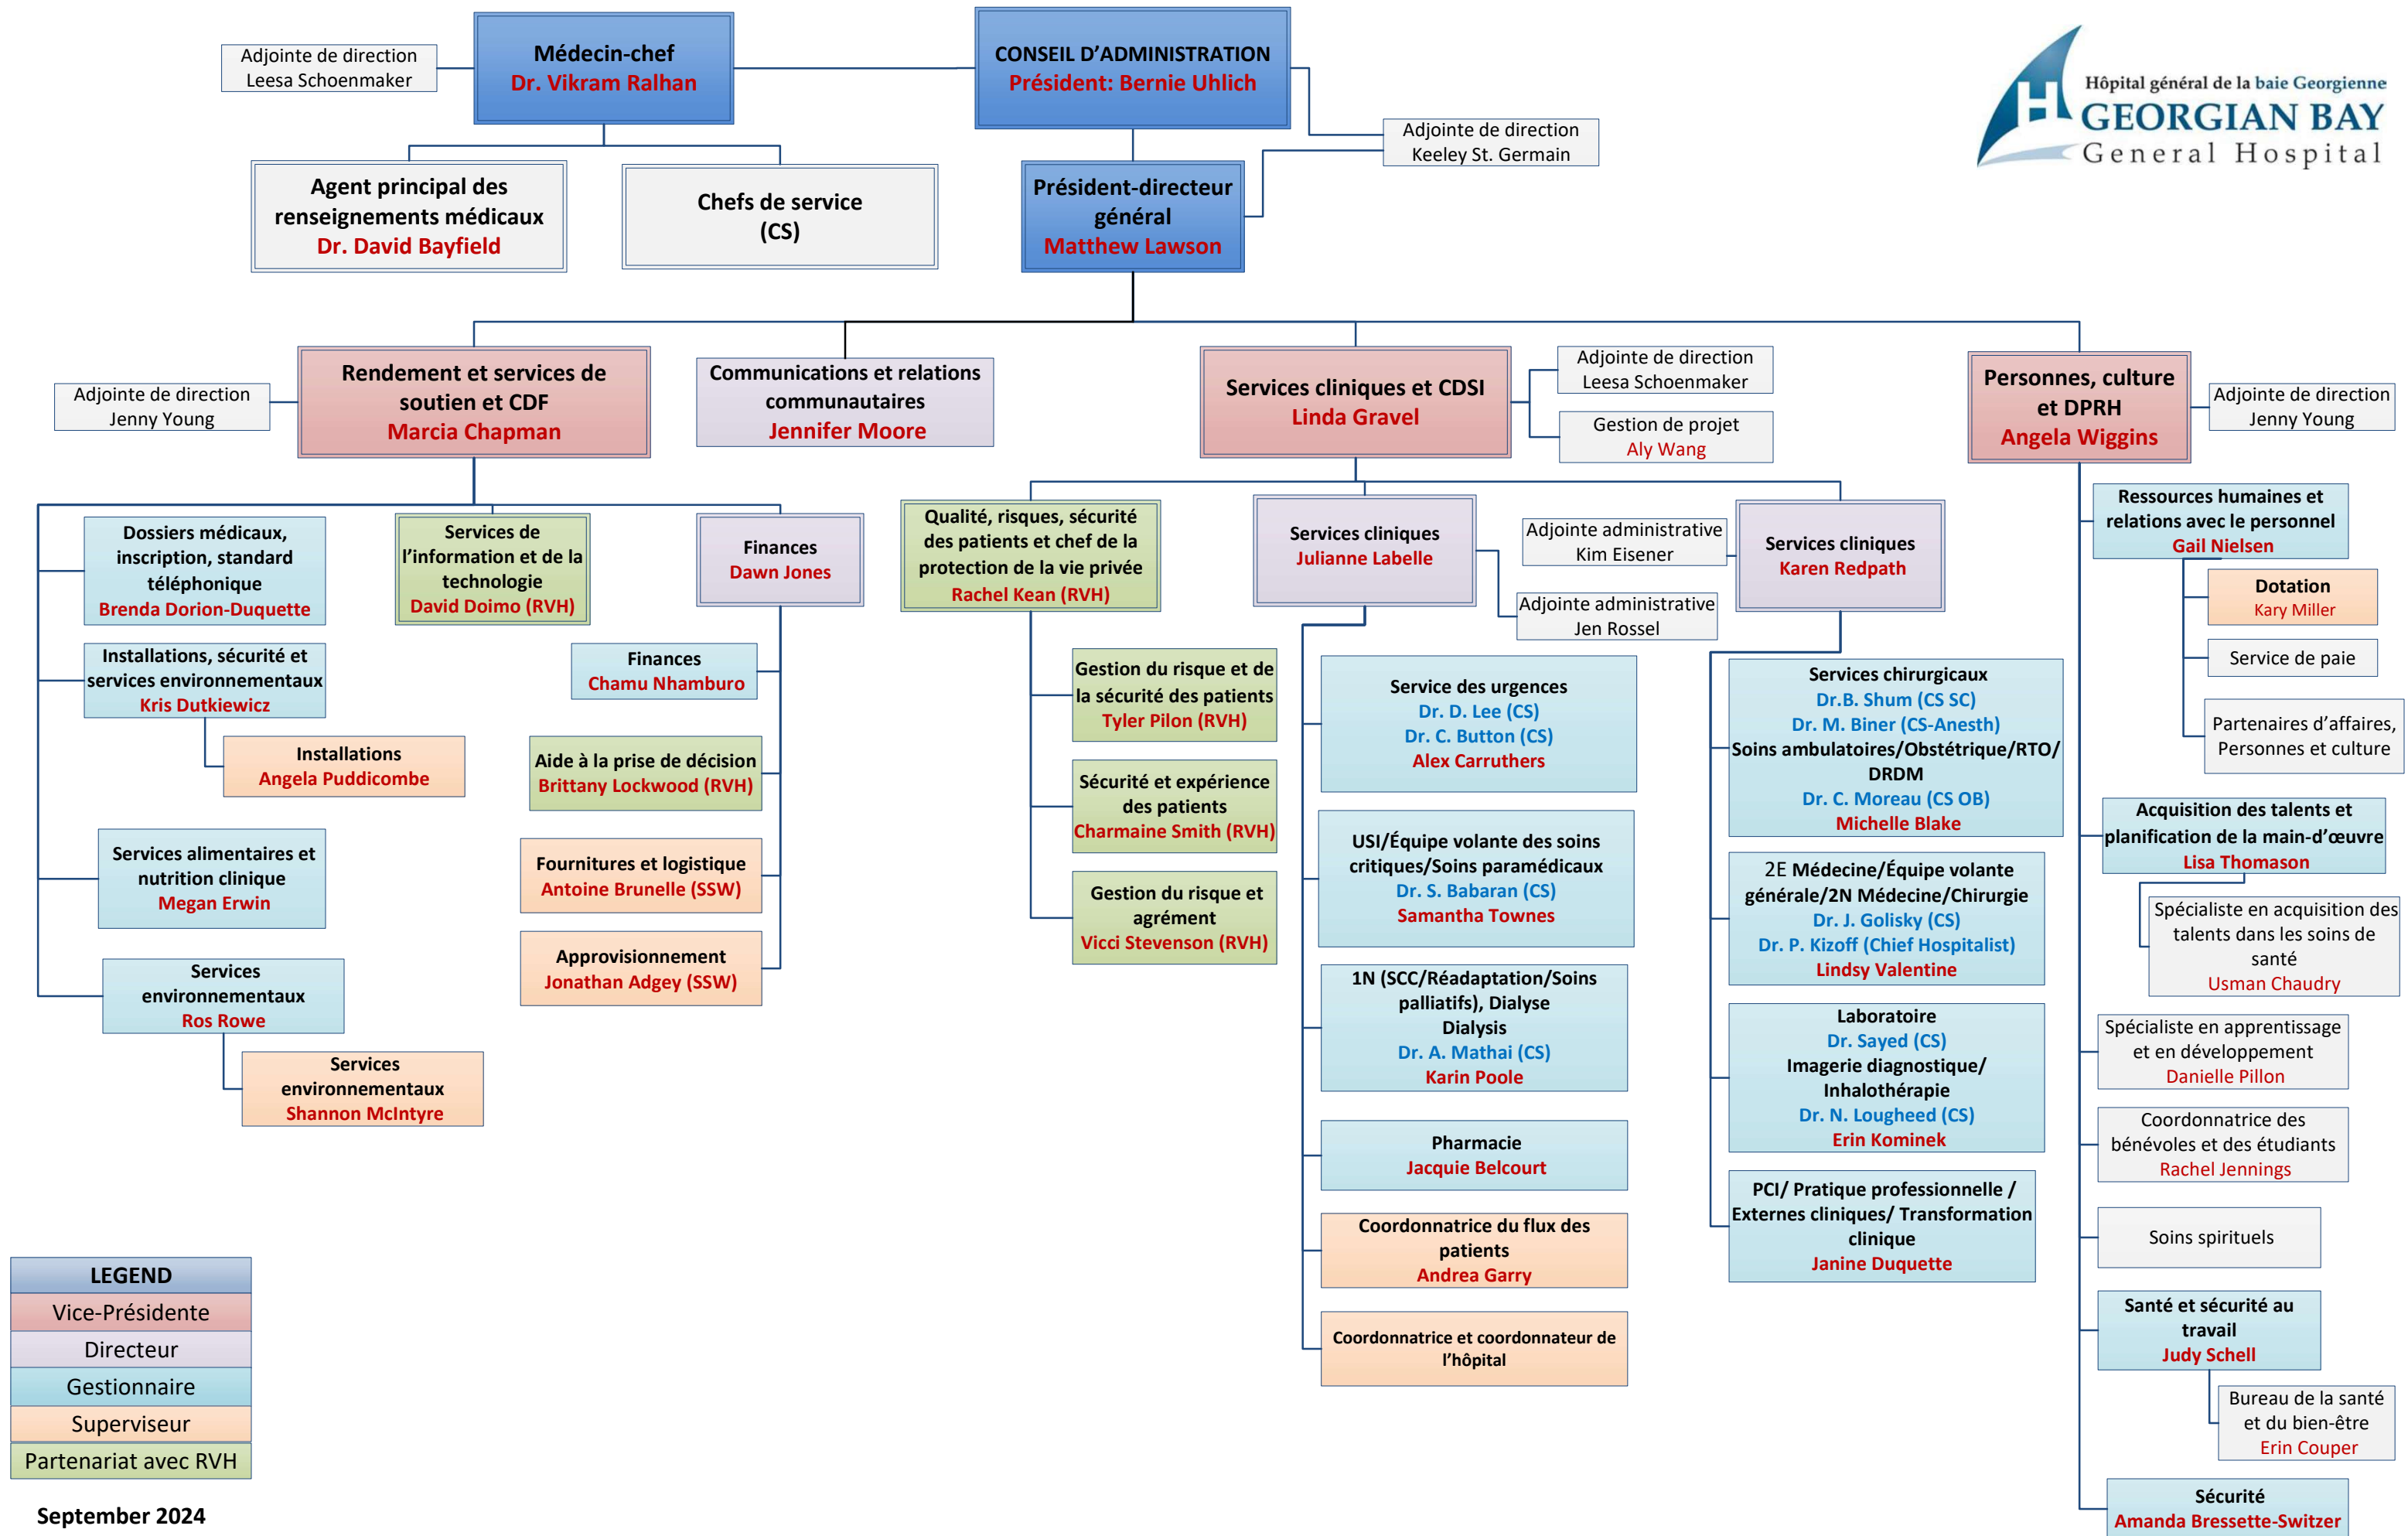 Adjointe de direction
Leesa Schoenmaker
Médecin-chef
Dr. Vikram Ralhan
CONSEIL D'ADMINISTRATION
Président: Bernie Uhlich
Adjointe de direction
Keeley St. Germain
Hôpital général de la baie Georgienne
GEORGIAN BAY
General Hospital
Agent principal des
renseignements médicaux
Dr. David Bayfield
Chefs de service
(CS)
Président-directeur
général
Matthew Lawson
Adjointe de direction
Jenny Young
Rendement et services de
soutien et CDF
Marcia Chapman
Communications et relations
communautaires
Jennifer Moore
Services cliniques et CDSI
Linda Gravel
Adjointe de direction
Leesa Schoenmaker
Gestion de projet
Aly Wang
Personnes, culture
et DPRH
Angela Wiggins
Adjointe de direction
Jenny Young
Dossiers médicaux,
inscription, standard
téléphonique
Brenda Dorion-Duquette
Services de
l'information et de la
technologie
David Doimo (RVH)
Finances
Dawn Jones
Installations, sécurité et
services environnementaux
Kris Dutkiewicz
Installations
Angela Puddicombe
Services alimentaires et
nutrition clinique
Megan Erwin
Services
environnementaux
Ros Rowe
Services
environnementaux
Shannon McIntyre
Finances
Chamu Nhamburo
Aide à la prise de décision
Brittany Lockwood (RVH)
Fournitures et logistique
Antoine Brunelle (SSW)
Approvisionnement
Jonathan Adgey (SSW)
Qualité, risques, sécurité
des patients et chef de la
protection de la vie privée
Rachel Kean (RVH)
Gestion du risque et de
la sécurité des patients
Tyler Pilon (RVH)
Sécurité et expérience
des patients
Charmaine Smith (RVH)
Gestion du risque et
agrément
Vicci Stevenson (RVH)
Services cliniques
Julianne Labelle
Adjointe administrative
Jen Rossel
Service des urgences
Dr. D. Lee (CS)
Dr. C. Button (CS)
Alex Carruthers
USI/Équipe volante des soins
critiques/Soins paramédicaux
Dr. S. Babaran (CS)
Samantha Townes
1N (SCC/Réadaptation/Soins
palliatifs), Dialyse
Dialysis
Dr. A. Mathai (CS)
Karin Poole
Pharmacie
Jacquie Belcourt
Coordonnatrice du flux des
patients
Andrea Garry
Coordonnatrice et coordonnateur de
l'hôpital
Adjointe administrative
Kim Eisener
Services cliniques
Karen Redpath
Services chirurgicaux
Dr.B. Shum (CS SC)
Dr. M. Biner (CS-Anesth)
Soins ambulatoires/Obstétrique/RTO/
DRDM
Dr. C. Moreau (CS OB)
Michelle Blake
2E Médecine/Équipe volante
générale/2N Médecine/Chirurgie
Dr. J. Golisky (CS)
Dr. P. Kizoff (Chief Hospitalist)
Lindsy Valentine
Laboratoire
Dr. Sayed (CS)
Imagerie diagnostique/
Inhalothérapie
Dr. N. Lougheed (CS)
Erin Kominek
PCI/ Pratique professionnelle /
Externes cliniques/ Transformation
clinique
Janine Duquette
Ressources humaines et
relations avec le personnel
Gail Nielsen
Dotation
Kary Miller
Service de paie
Partenaires d'affaires,
Personnes et culture
Acquisition des talents et
planification de la main-d'œuvre
Lisa Thomason
Spécialiste en acquisition des
talents dans les soins de
santé
Usman Chaudry
Spécialiste en apprentissage
et en développement
Danielle Pillon
Coordonnatrice des
bénévoles et des étudiants
Rachel Jennings
Soins spirituels
Santé et sécurité au
travail
Judy Schell
Bureau de la santé
et du bien-être
Erin Couper
Sécurité
Amanda Bressette-Switzer
LEGEND
Vice-Présidente
Directeur
Gestionnaire
Superviseur
Partenariat avec RVH
September 2024